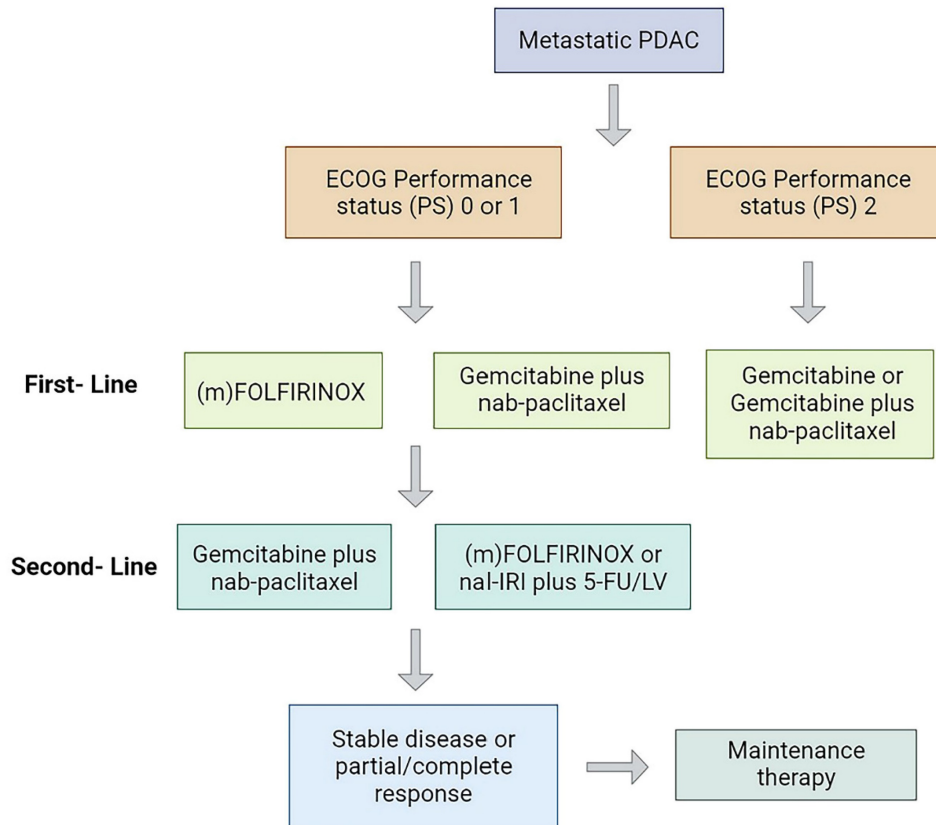 Metastatic PDAC
ECOG Performance
status (PS) 0 or 1
ECOG Performance
status (PS) 2
First- Line
(m)FOLFIRINOX
Gemcitabine plus
nab-paclitaxel
Gemcitabine or
Gemcitabine plus
nab-paclitaxel
Second- Line
Gemcitabine plus
nab-paclitaxel
(m)FOLFIRINOX or
nal-IRI plus 5-FU/LV
Stable disease or
partial/complete
response
Maintenance
therapy